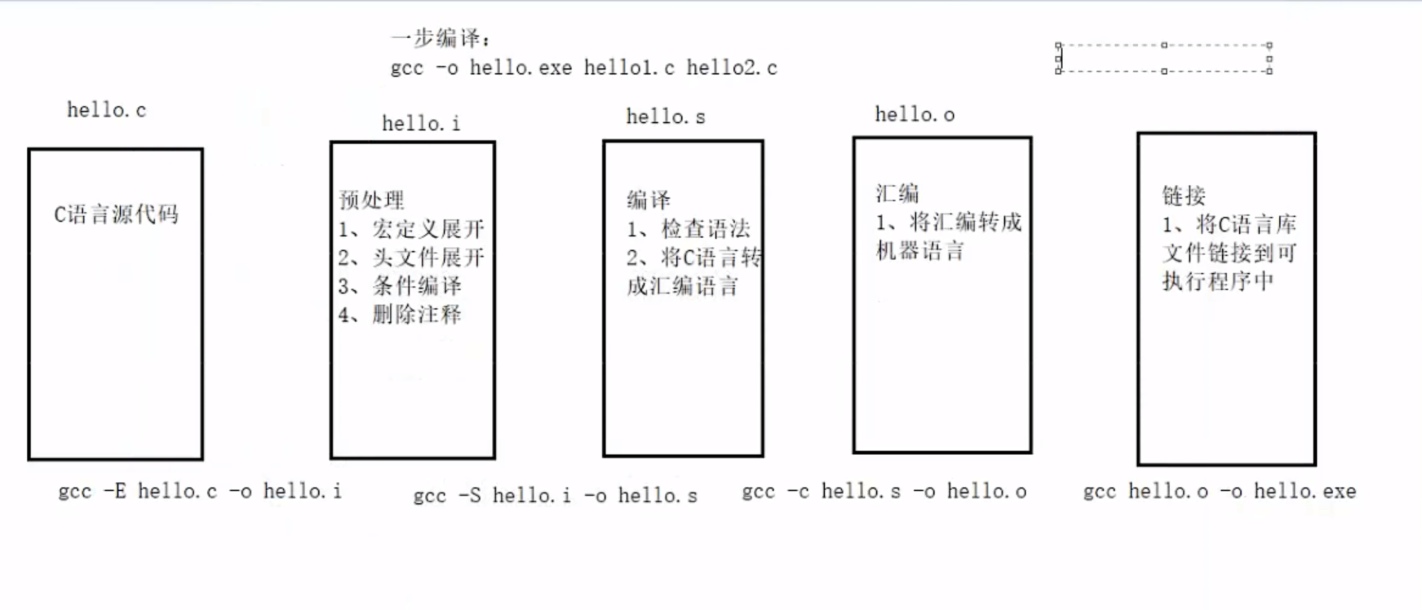 一步编译：
gcc -o hello.exe hello1.c hello2.c
hello.c
C语言源代码
hello.i
预处理
1、宏定义展开
2、头文件展开
3、条件编译
4、删除注释
hello.s
编译
1、检查语法
2、将C语言转
成汇编语言
hello.o
汇编
1、将汇编转成
机器语言
链接
1、将C语言库
文件链接到可
执行程序中
gcc -E hello.c -o hello.i
gcc -S hello.i -o hello.s
gcc -c hello.s -o hello.o
gcc hello.o -o hello.exe